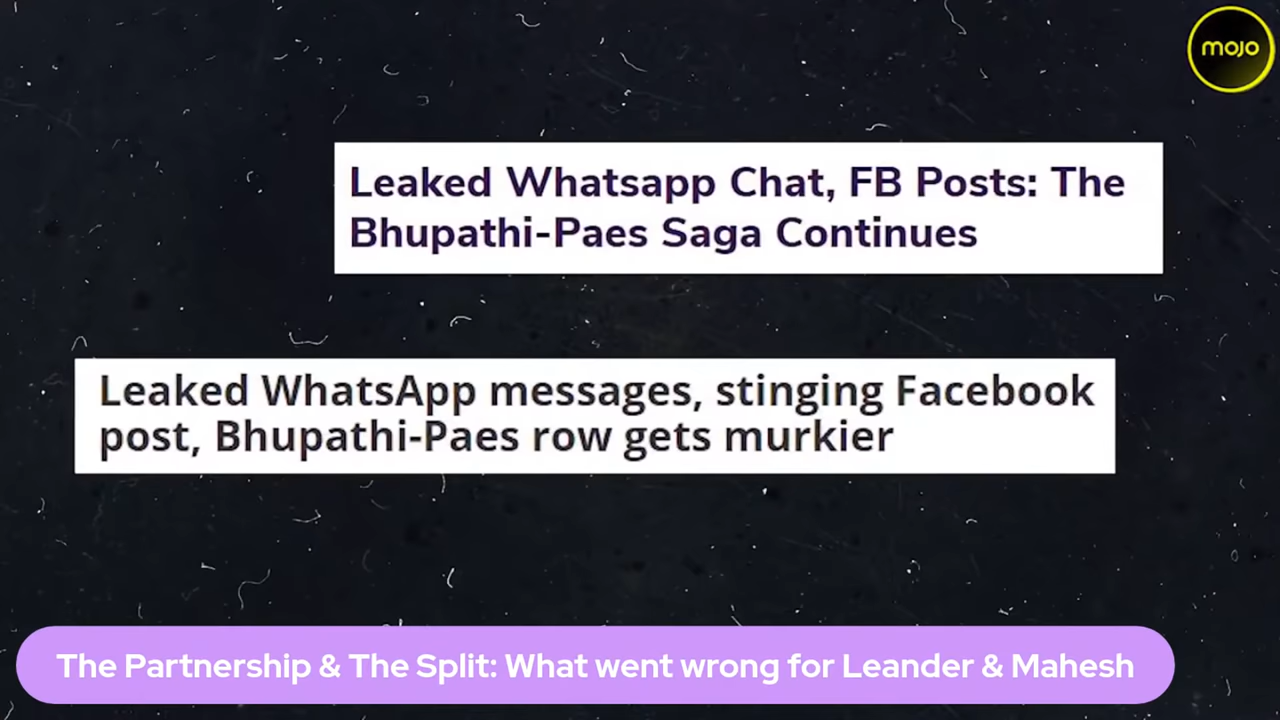 mojo
Leaked Whatsapp Chat, FB Posts: The
Bhupathi-Paes Saga Continues
Leaked WhatsApp messages, stinging Facebook
post, Bhupathi-Paes row gets murkier
The Partnership & The Split: What went wrong for Leander & Mahesh